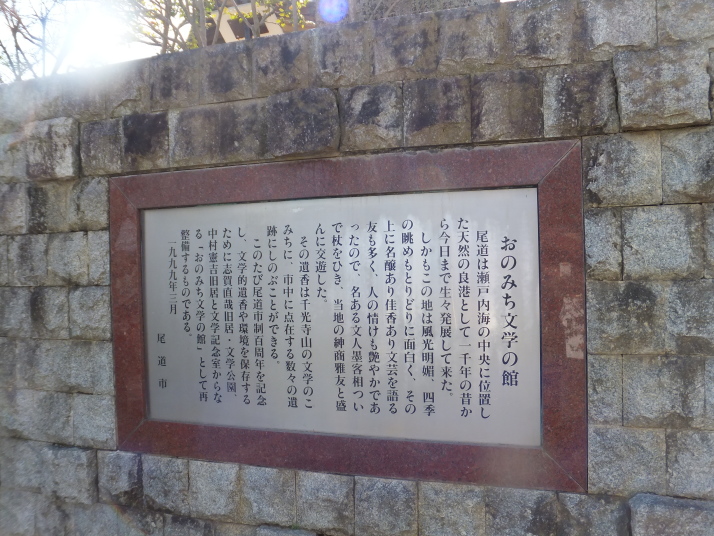 おのみち文学の館
尾道は瀬戸内海の中央に位置し
た天然の良港として一千年の昔か
ら今日まで生々発展して来た。
しかもこの地は風光明媚、四季
の眺めもとりどりに面白く、その
上に名醸あり佳香あり文芸を語る
友も多く、人の情けも艶やかであ
ったので、名ある文人墨客相つい
で杖をひき、当地の紳商雅友と盛
んに交遊した。
その遺香は千光寺山の文学のこ
みちに、市中に点在する数々の遺
跡にしのぶことができる。
このたび尾道市制百周年を記念
し、文学的遺香や環境を保存する
ために志賀直哉旧居・文学公園、
中村憲吉旧居と文学記念室からな
る「おのみち文学の館」として再
整備するものである。
一九九九年三月
尾道市